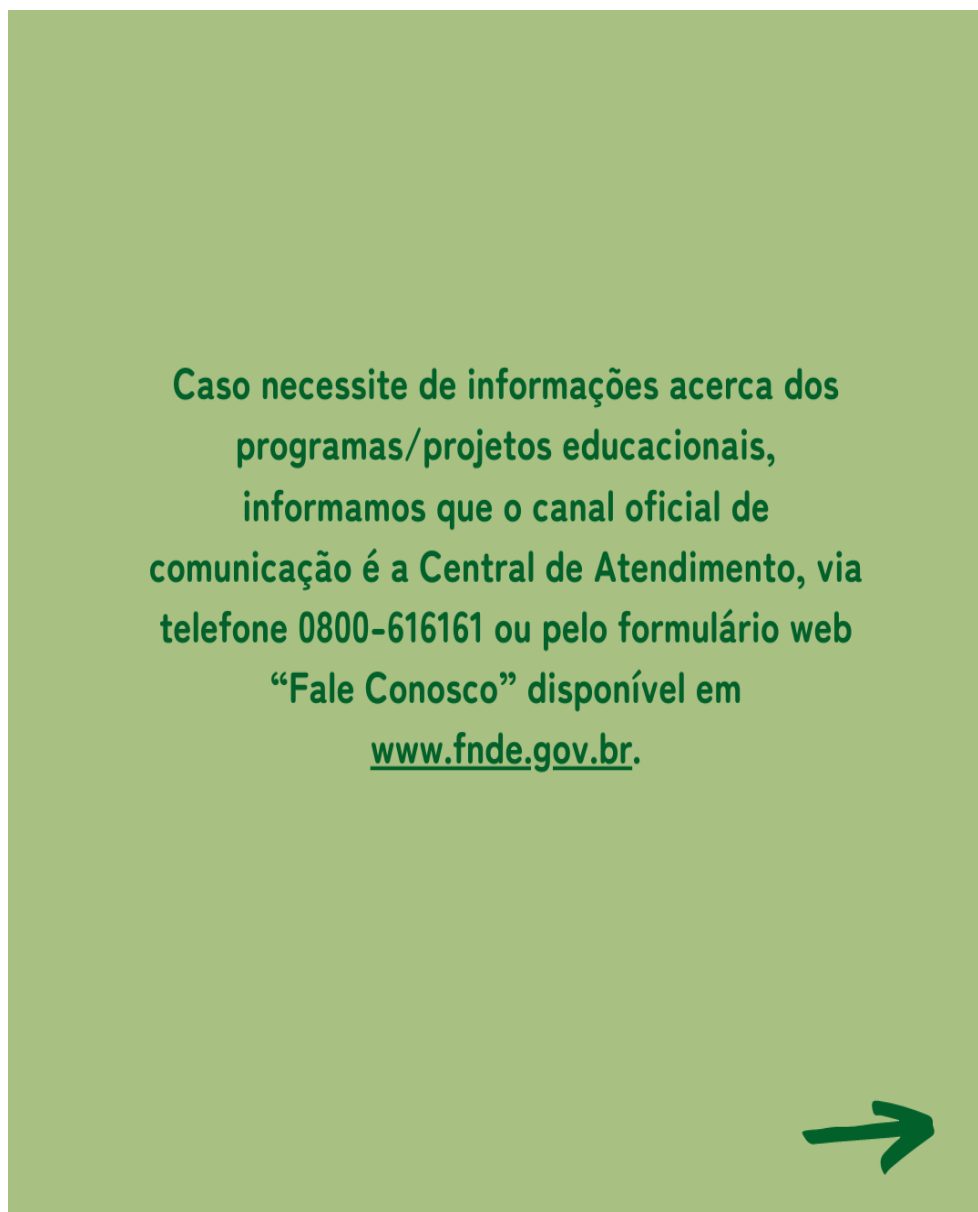 Caso necessite de informações acerca dos
programas/projetos educacionais,
informamos que o canal oficial de
comunicação é a Central de Atendimento, via
telefone 0800-616161 ou pelo formulário web
“Fale Conosco” disponível em
www.fnde.gov.br.